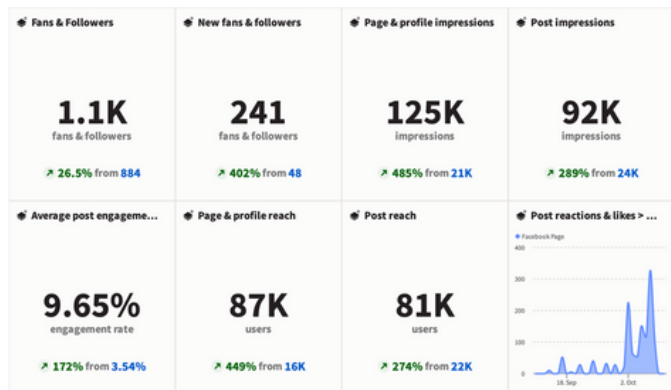 Fans & Followers
1.1K
fans & followers
26.5% from 884
New fans & followers
241
fans & followers
402% from 48
Page & profile impressions
125K
impressions
485% from 21K
Post impressions
92K
impressions
289% from 24K
Average post engageme...
9.65%
engagement rate
172% from 3.54%
Page & profile reach
87K
users
449% from 16K
Post reach
81K
users
274% from 22K
Post reactions & likes > ...
Facebook Page
400
300
200
100
0
18. Sep
2. Oct